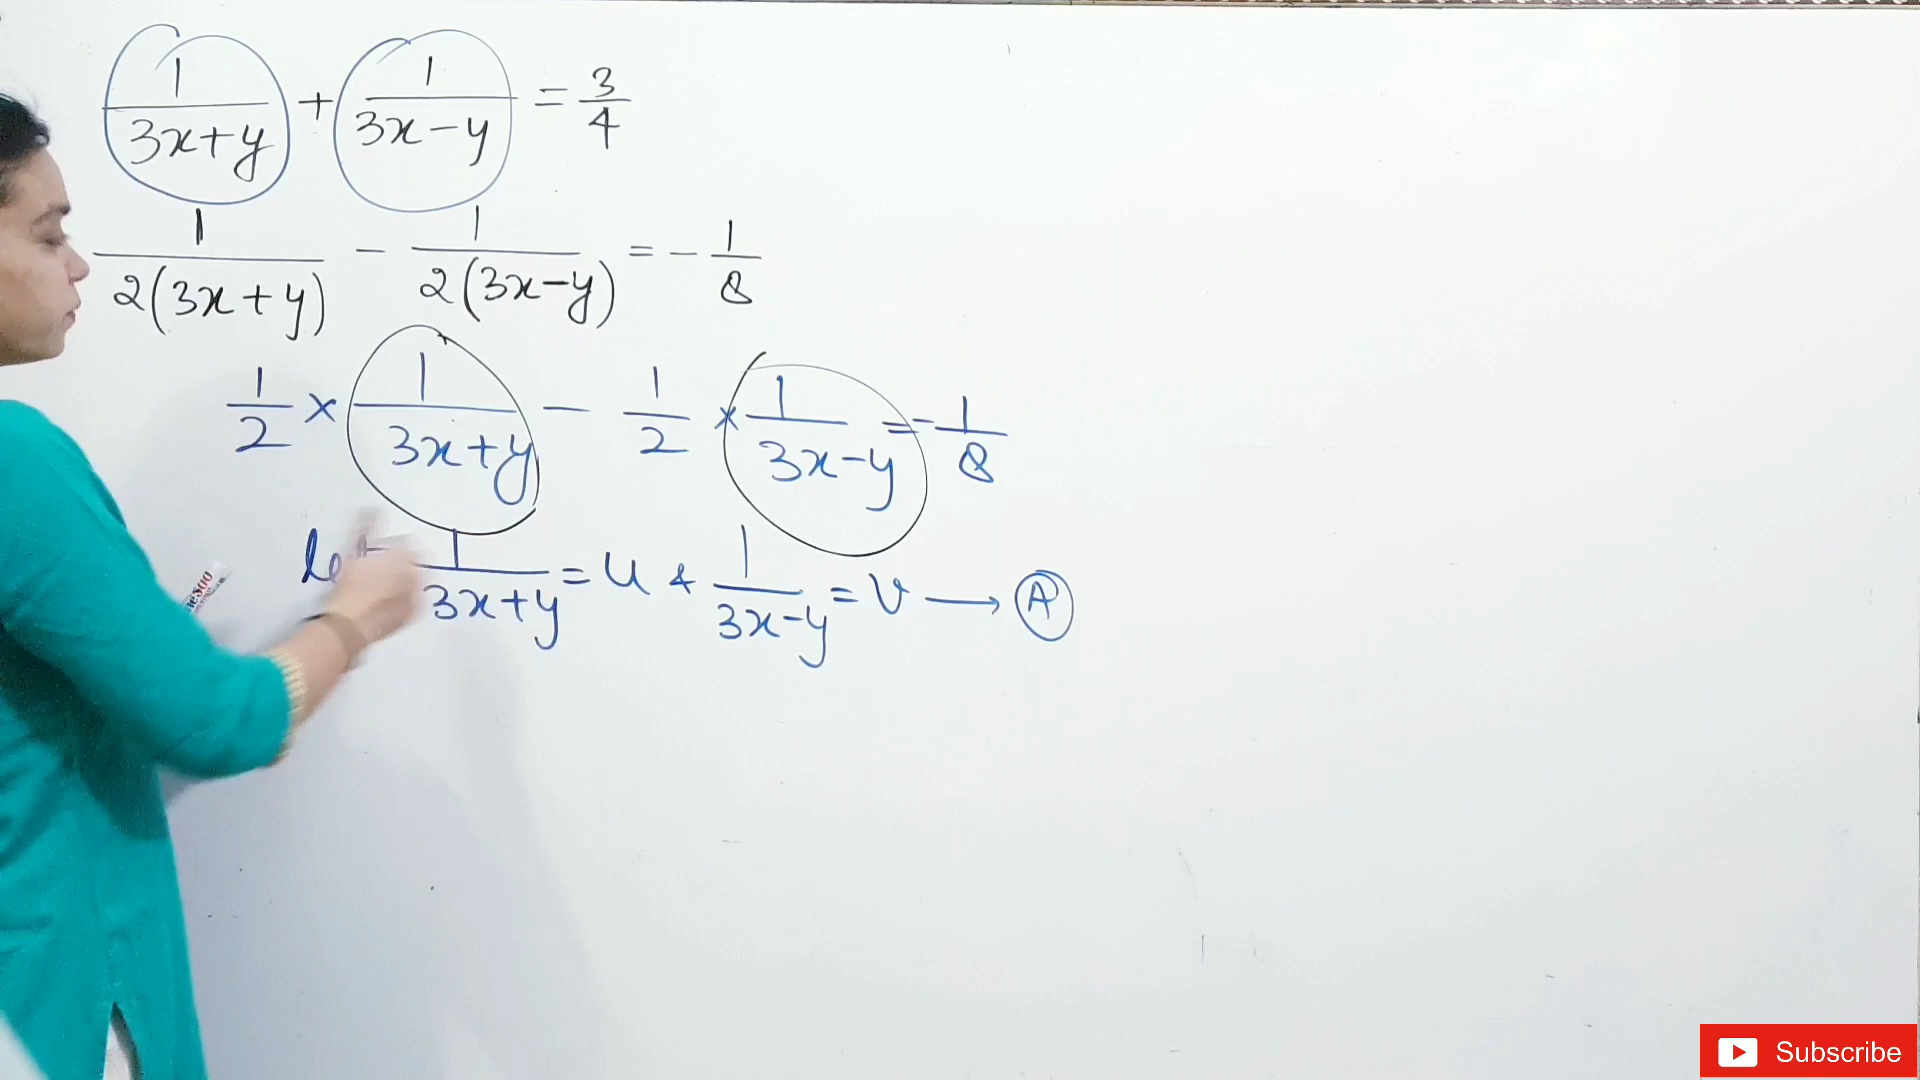 1/(3x+y) + 1/(3x-y) = 3/4
1/(2(3x+y)) - 1/(2(3x-y)) = - 1/8
1/2 × 1/(3x+y) - 1/2 × 1/(3x-y) = - 1/8
let 1/(3x+y) = u & 1/(3x-y) = v → A
Subscribe